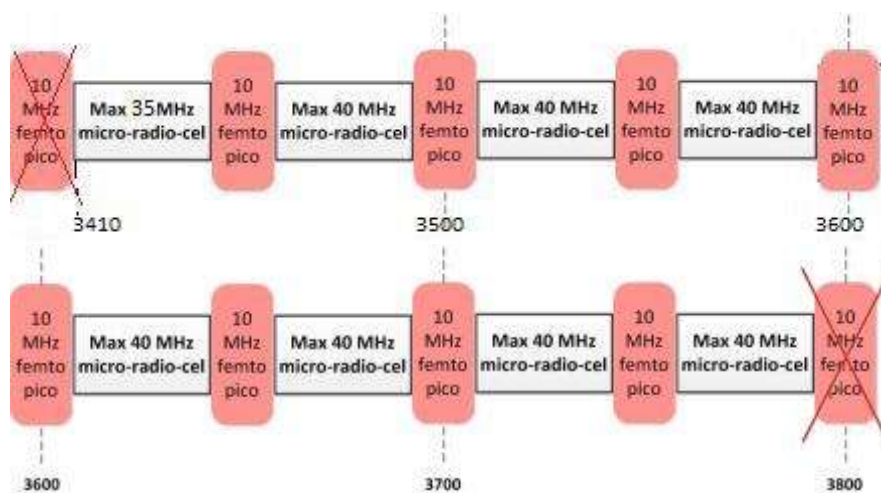 10
MHz
femto
pico
Max 35MHz
micro-radio-cel
10
MHz
femto
pico
Max 40 MHz
micro-radio-cel
10
MHz
femto
pico
Max 40 MHz
micro-radio-cel
10
MHz
femto
pico
Max 40 MHz
micro-radio-cel
10
MHz
femto
pico
3410
3500
3600
10
MHz
femto
pico
Max 40 MHz
micro-radio-cel
10
MHz
femto
pico
Max 40 MHz
micro-radio-cel
10
MHz
femto
pico
Max 40 MHz
micro-radio-cel
10
MHz
femto
pico
Max 40 MHz
micro-radio-cel
10
MHz
femto
pico
3600
3700
3800